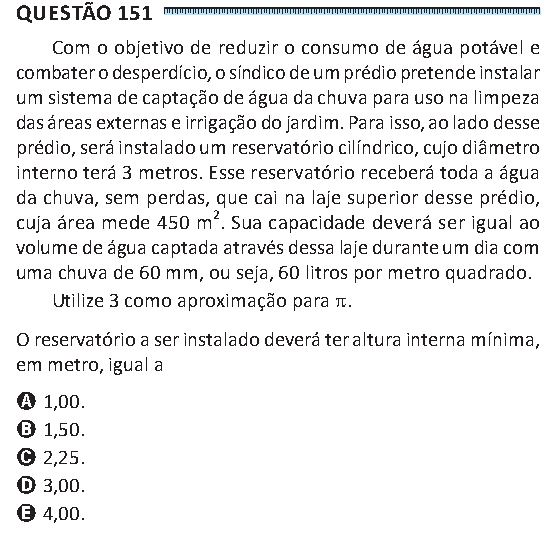 QUESTÃO 151
Com o objetivo de reduzir o consumo de água potável e
combater o desperdício, o síndico de um prédio pretende instalar
um sistema de captação de água da chuva para uso na limpeza
das áreas externas e irrigação do jardim. Para isso, ao lado desse
prédio, será instalado um reservatório cilíndrico, cujo diâmetro
interno terá 3 metros. Esse reservatório receberá toda a água
da chuva, sem perdas, que cai na laje superior desse prédio,
cuja área mede 450 m². Sua capacidade deverá ser igual ao
volume de água captada através dessa laje durante um dia com
uma chuva de 60 mm, ou seja, 60 litros por metro quadrado.
Utilize 3 como aproximação para π.
O reservatório a ser instalado deverá ter altura interna mínima,
em metro, igual a
A 1,00.
B 1,50.
C 2,25.
D 3,00.
E 4,00.